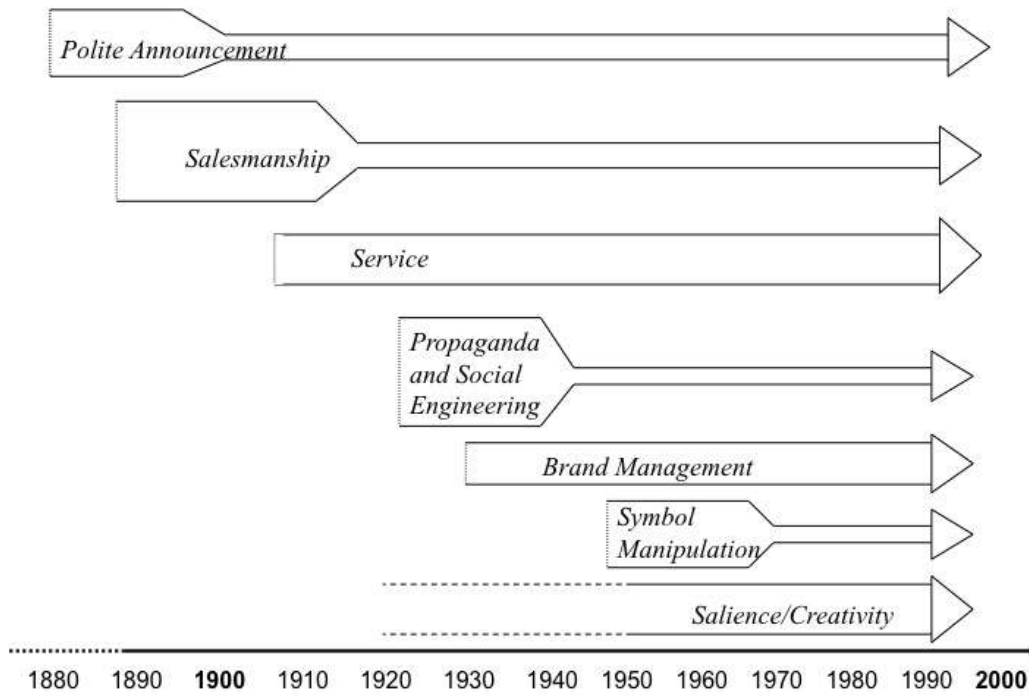 Polite Announcement
Salesmanship
Service
Propaganda
and Social
Engineering
Brand Management
Symbol
Manipulation
Salience/Creativity
1880 1890 1900 1910 1920 1930 1940 1950 1960 1970 1980 1990 2000